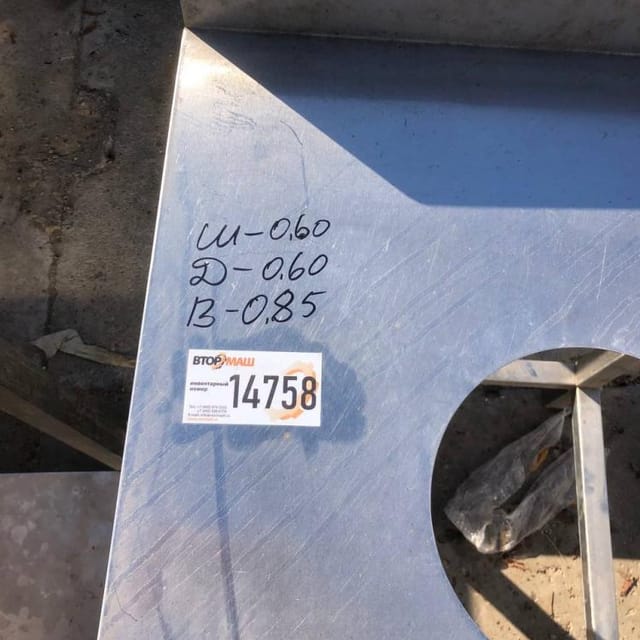 Ш-0,60
Д-0,60
В-0,85
ВТОРМАШ
инвентарный
номер
14758